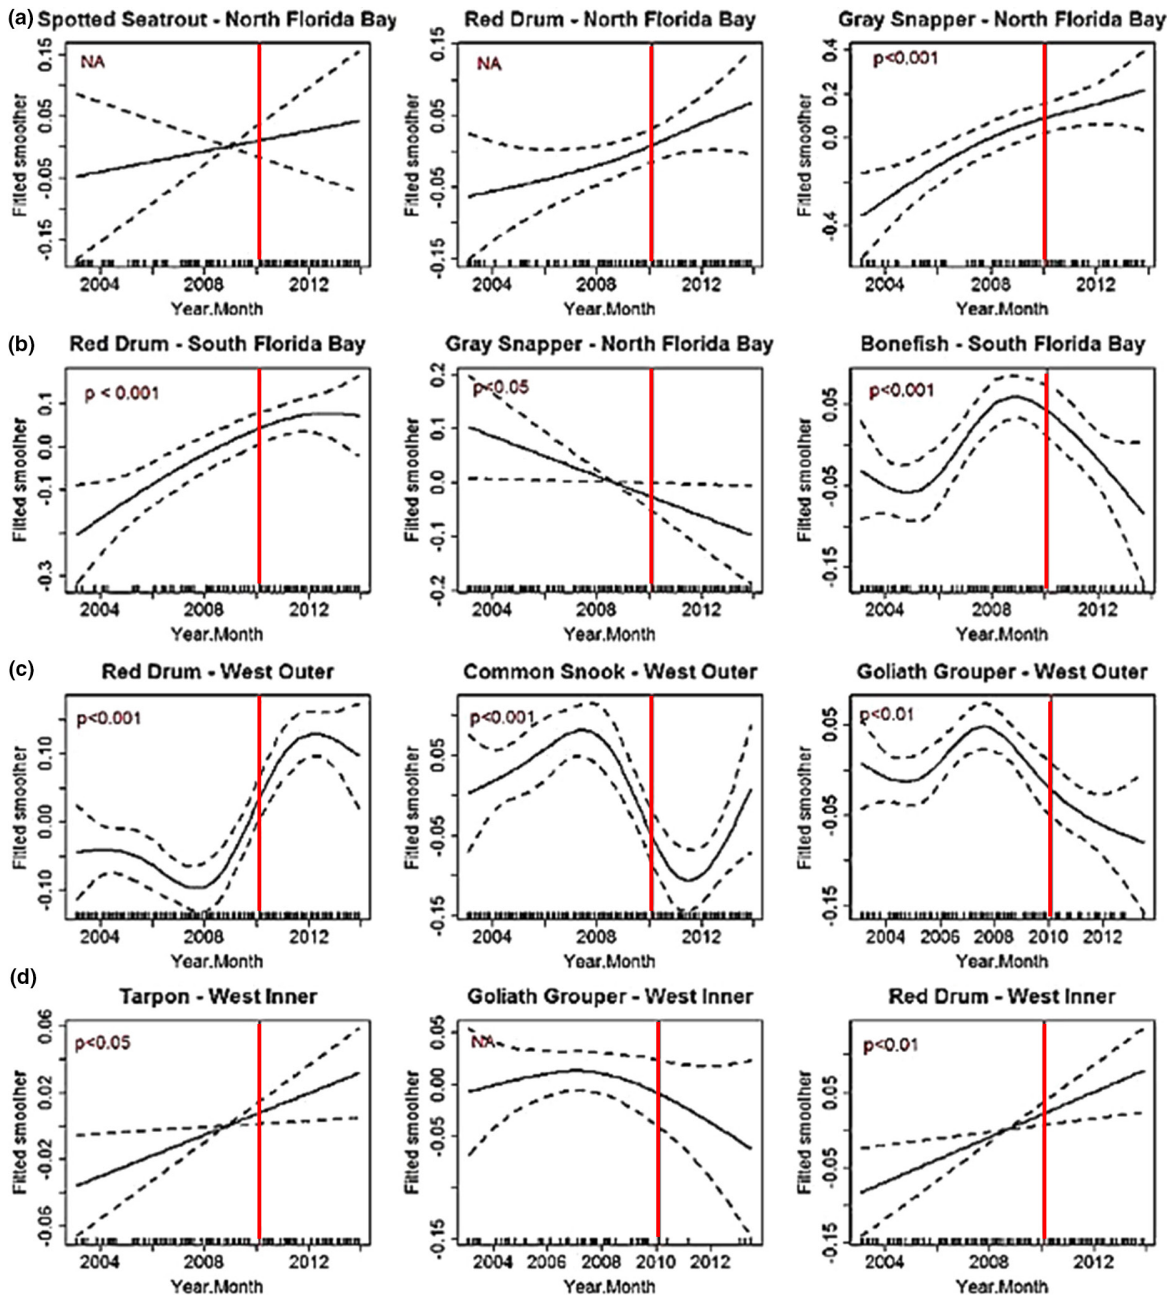 (a) Spotted Seatrout - North Florida Bay
NA
Fitted smoother
0.15
0.05
-0.05
-0.15
2004 2008 2012
Year.Month
Red Drum - North Florida Bay
NA
Fitted smoother
0.15
0.05
-0.05
-0.15
2004 2008 2012
Year.Month
Gray Snapper - North Florida Bay
p<0.001
Fitted smoother
0.4
0.2
0.0
-0.4
2004 2008 2012
Year.Month
(b) Red Drum - South Florida Bay
p < 0.001
Fitted smoother
0.1
0.0
-0.1
-0.3
2004 2008 2012
Year.Month
Gray Snapper - North Florida Bay
p<0.05
Fitted smoother
0.2
0.1
0.0
-0.1
-0.2
2004 2008 2012
Year.Month
Bonefish - South Florida Bay
p<0.001
Fitted smoother
0.05
-0.05
-0.15
2004 2008 2012
Year.Month
(c) Red Drum - West Outer
p<0.001
Fitted smoother
0.10
0.00
-0.10
2004 2008 2012
Year.Month
Common Snook - West Outer
p<0.001
Fitted smoother
0.05
-0.05
-0.15
2004 2008 2012
Year.Month
Goliath Grouper - West Outer
p<0.01
Fitted smoother
0.05
-0.05
-0.15
2004 2006 2008 2010 2012
Year.Month
(d) Tarpon - West Inner
p<0.05
Fitted smoother
0.06
0.02
-0.02
-0.06
2004 2008 2012
Year.Month
Goliath Grouper - West Inner
NA
Fitted smoother
0.05
0.00
-0.05
-0.15
2004 2006 2008 2010 2012
Year.Month
Red Drum - West Inner
p<0.01
Fitted smoother
0.05
-0.05
-0.15
2004 2008 2012
Year.Month